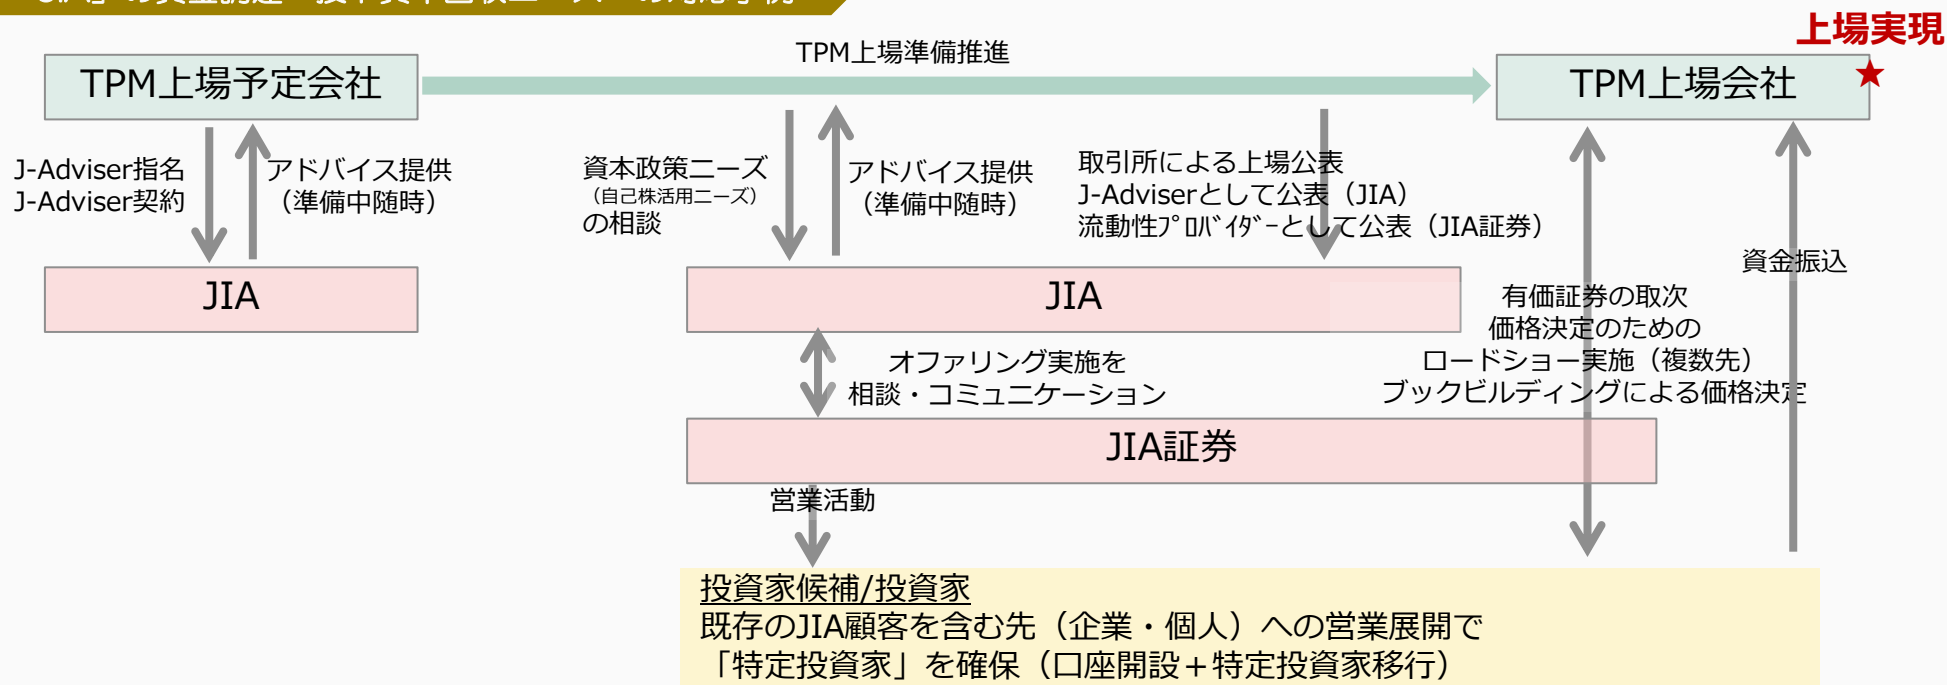 上場実現
TPM上場準備推進
TPM上場予定会社
TPM上場会社
J-Adviser指名
J-Adviser契約
アドバイス提供
（準備中随時）
資本政策ニーズ
（自己株活用ニーズ）
の相談
アドバイス提供
（準備中随時）
取引所による上場公表
J-Adviserとして公表（JIA）
流動性ﾌﾟﾛﾊﾞｲﾀﾞｰとして公表（JIA証券）
資金振込
JIA
JIA
有価証券の取次
価格決定のための
ロードショー実施（複数先）
ブックビルディングによる価格決定
オファリング実施を
相談・コミュニケーション
JIA証券
営業活動
投資家候補/投資家
既存のJIA顧客を含む先（企業・個人）への営業展開で
「特定投資家」を確保（口座開設＋特定投資家移行）